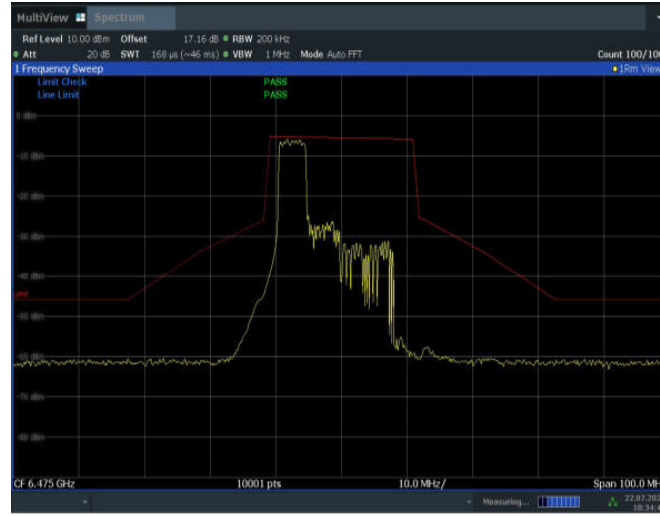 MultiView Spectrum
Ref Level 10.00 dBm Offset 17.16 dB RBW 200 kHz
Att 20 dB SWT 168 µs (~46 ms) VBW 1 MHz Mode Auto FFT Count 100/100
1 Frequency Sweep 1Rm View
Limit Check PASS
Line Limit PASS
0 dBm
-10 dBm
-20 dBm
-30 dBm
-40 dBm
-50 dBm
-60 dBm
-70 dBm
-80 dBm
CF 6.475 GHz 10001 pts 10.0 MHz/ Span 100.0 MH
Measuring... 22.07.202